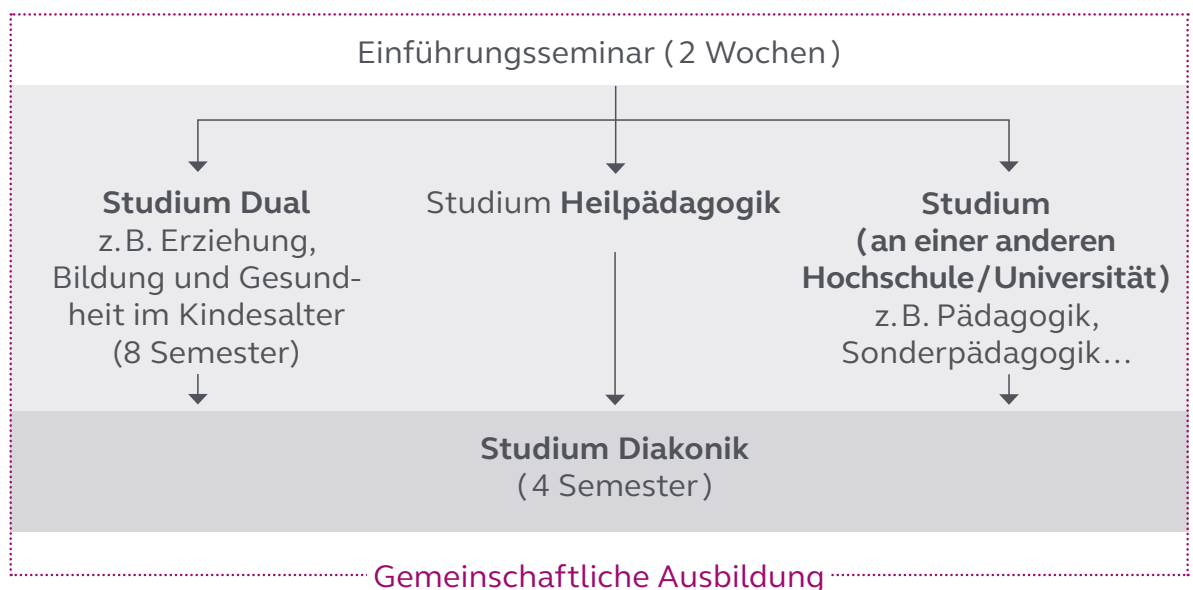 Einführungsseminar (2 Wochen)
Studium Dual
z.B. Erziehung,
Bildung und Gesund-
heit im Kindesalter
(8 Semester)
Studium Heilpädagogik
Studium
(an einer anderen
Hochschule/Universität)
z.B. Pädagogik,
Sonderpädagogik...
Studium Diakonik
(4 Semester)
Gemeinschaftliche Ausbildung